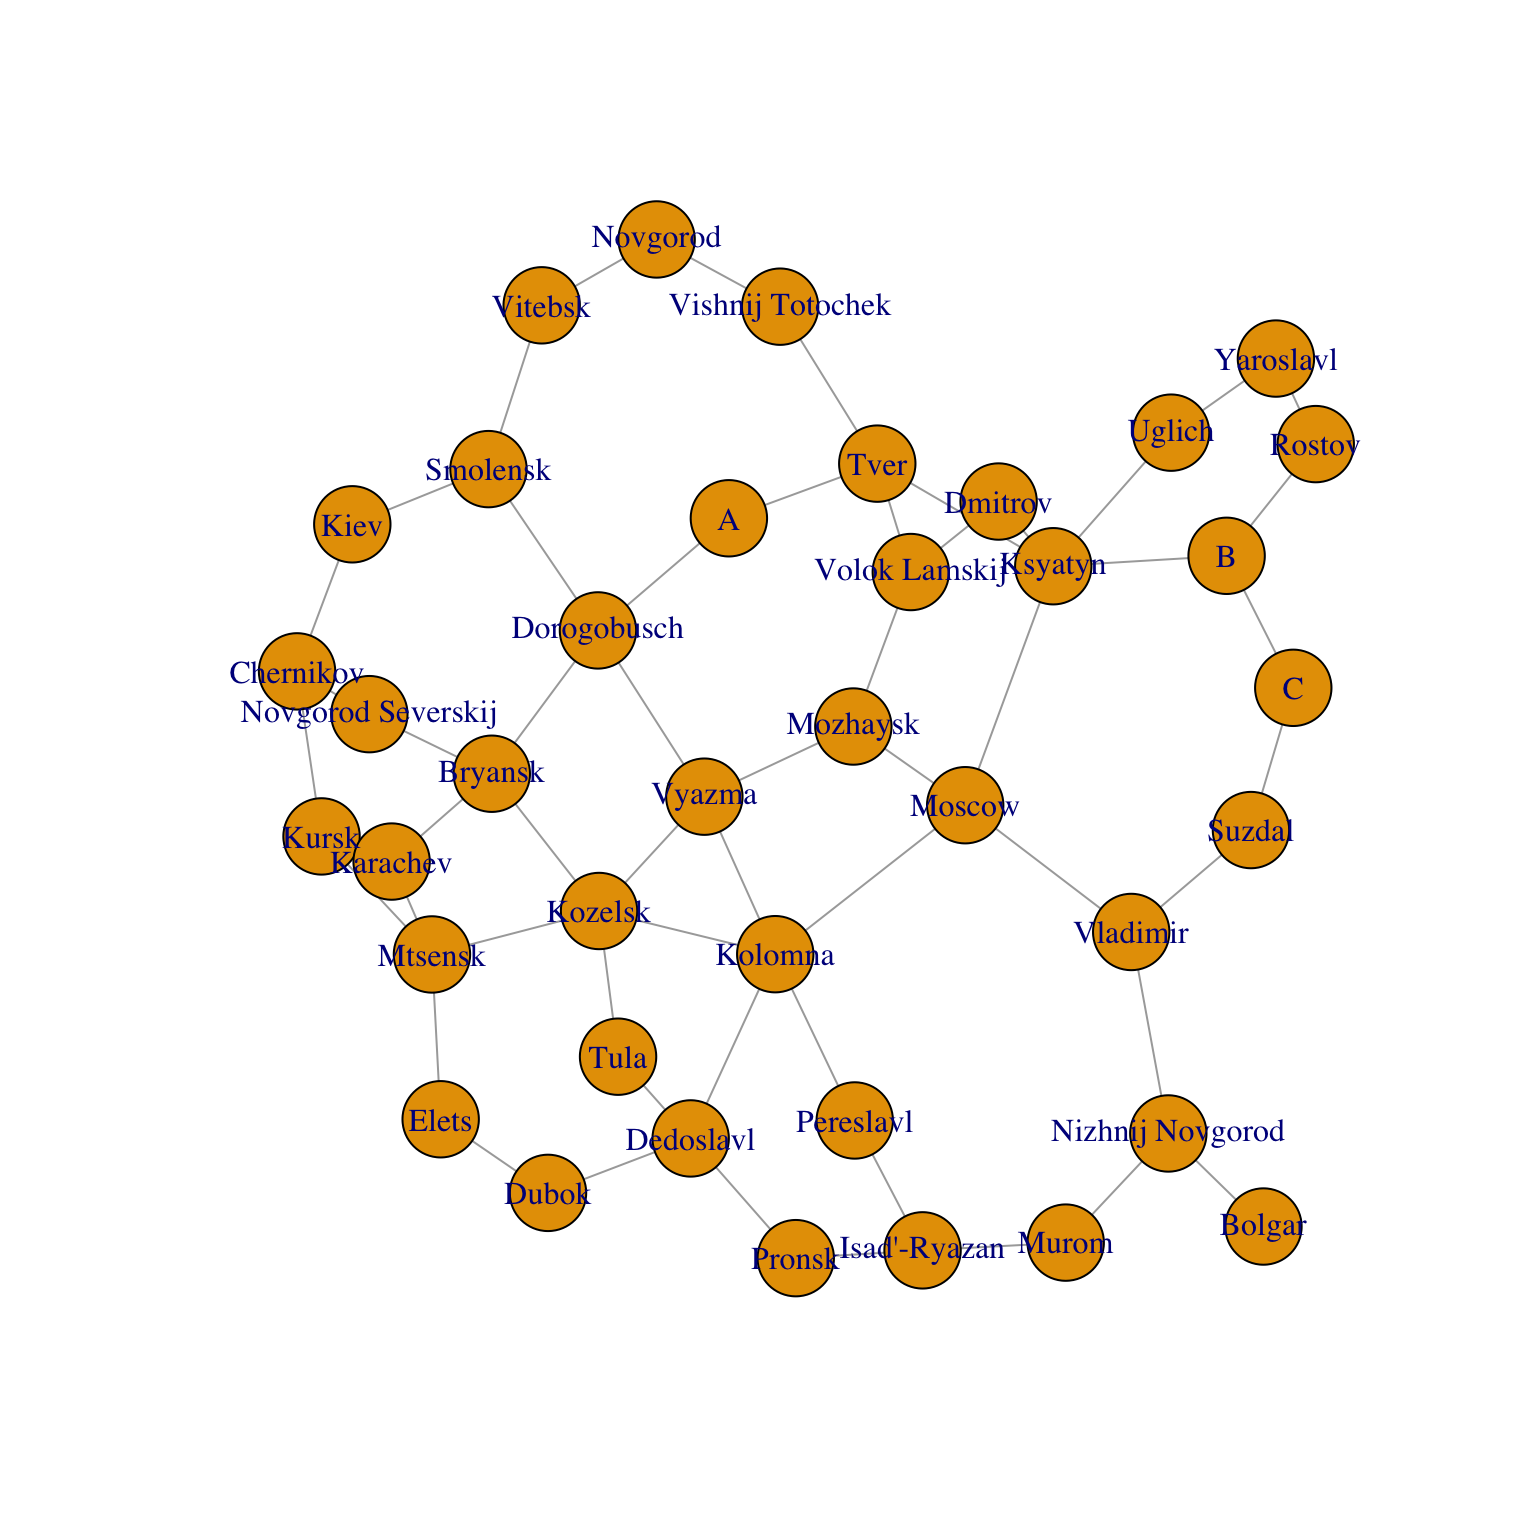 Novgorod
Vitebsk
Vishnij Totochek
Yaroslavl
Uglich
Rostov
Smolensk
Tver
Dmitrov
Kiev
A
Volok Lamskij
Ksyatyn
B
Dorogobusch
Chernikov
C
Novgorod Severskij
Mozhaysk
Bryansk
Vyazma
Moscow
Kursk
Suzdal
Karachev
Kozelsk
Vladimir
Mtsensk
Kolomna
Tula
Elets
Pereslavl
Dedoslavl
Nizhnij Novgorod
Dubok
Bolgar
Pronsk
Isad'-Ryazan
Murom